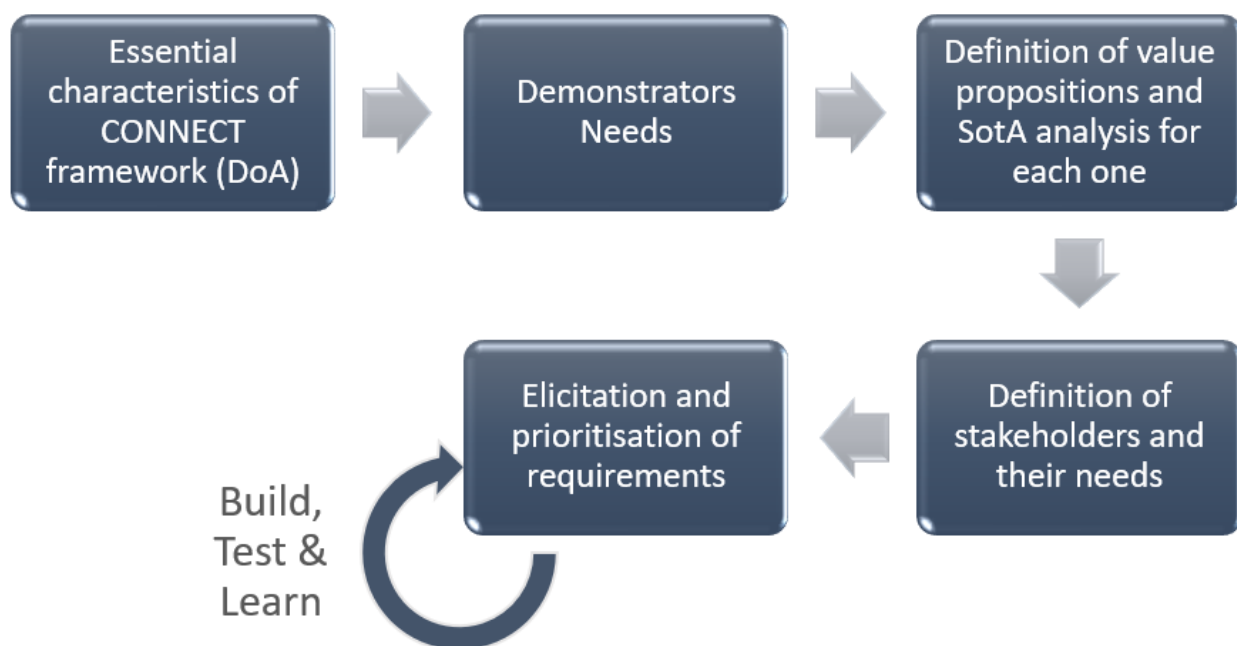 Essential
characteristics of
CONNECT
framework (DoA)
Demonstrators
Needs
Definition of value
propositions and
SotA analysis for
each one
Definition of
stakeholders and
their needs
Elicitation and
prioritisation of
requirements
Build,
Test &
Learn